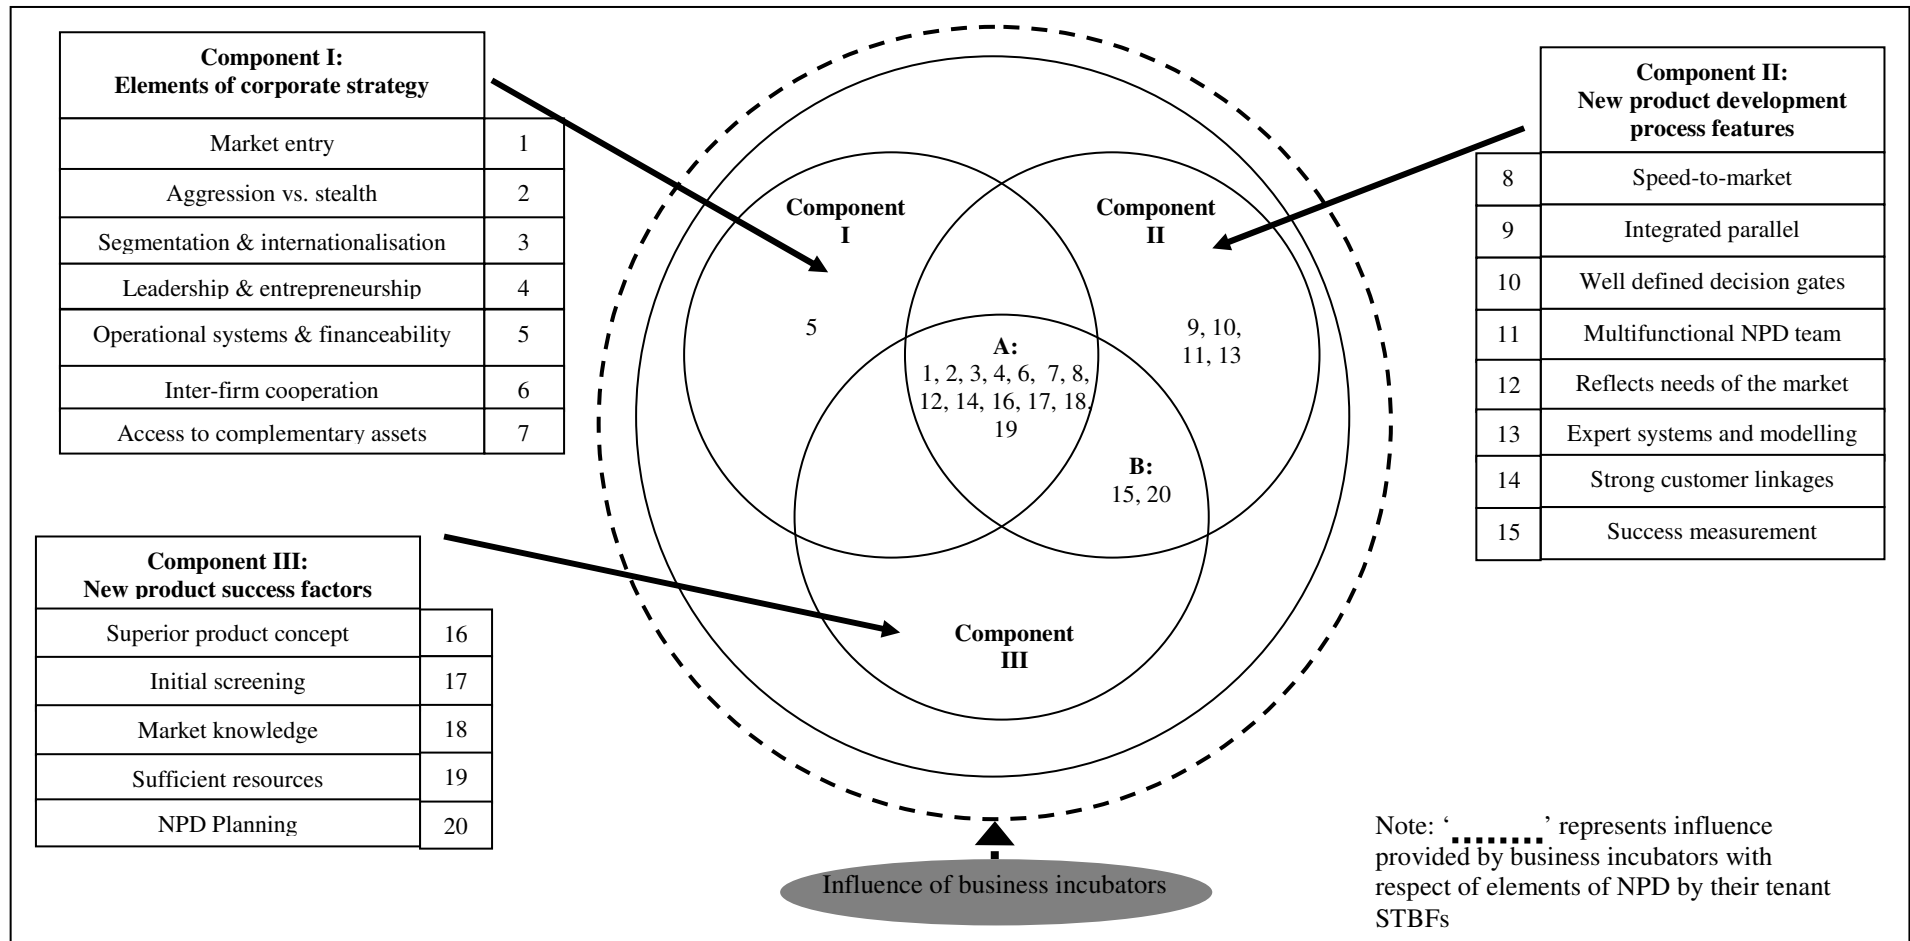 Component I:
Elements of corporate strategy
Market entry 1
Aggression vs. stealth 2
Segmentation & internationalisation 3
Leadership & entrepreneurship 4
Operational systems & financeability 5
Inter-firm cooperation 6
Access to complementary assets 7
Component III:
New product success factors
Superior product concept 16
Initial screening 17
Market knowledge 18
Sufficient resources 19
NPD Planning 20
Component
I
5
Component
II
9, 10,
11, 13
A:
1, 2, 3, 4, 6, 7, 8,
12, 14, 16, 17, 18,
19
B:
15, 20
Component
III
Influence of business incubators
Component II:
New product development
process features
8 Speed-to-market
9 Integrated parallel
10 Well defined decision gates
11 Multifunctional NPD team
12 Reflects needs of the market
13 Expert systems and modelling
14 Strong customer linkages
15 Success measurement
Note: ‘ ........ ’ represents influence
provided by business incubators with
respect of elements of NPD by their tenant
STBFs